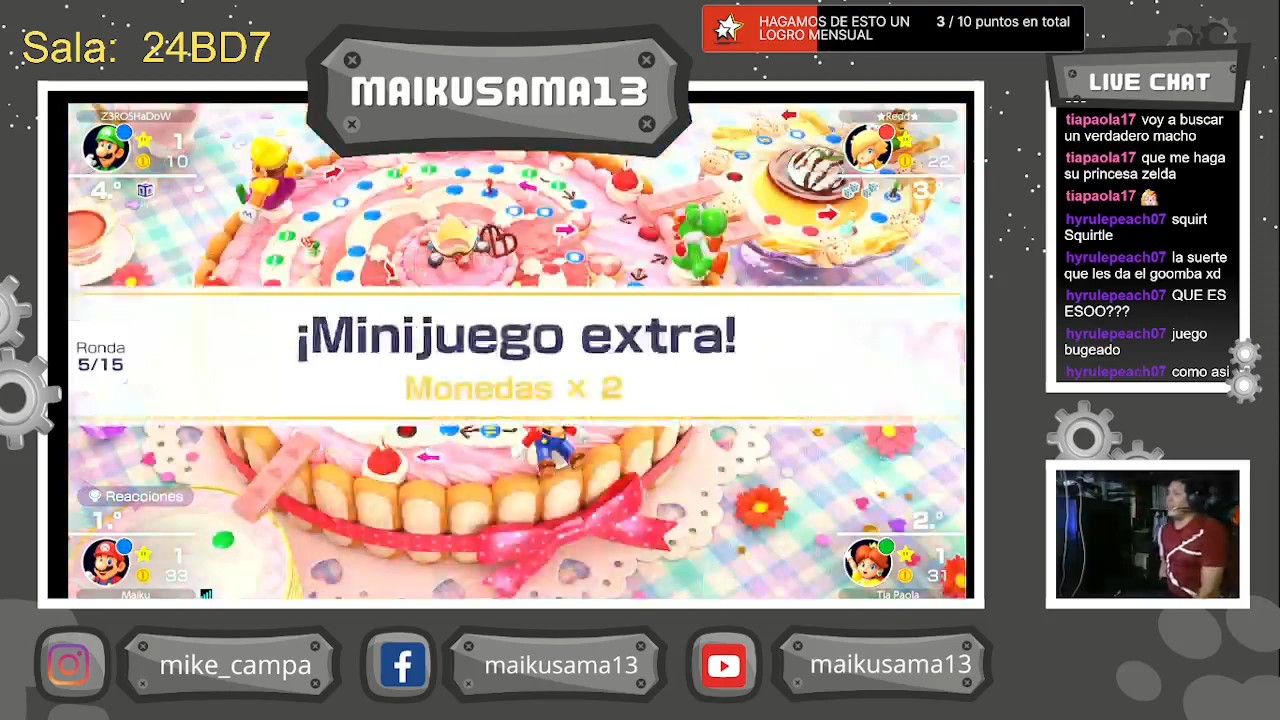 Sala: 24BD7
MAIKUSAMA13
HAGAMOS DE ESTO UN
LOGRO MENSUAL
3 / 10 puntos en total
LIVE CHAT
tiapaola17 voy a buscar
un verdadero macho
tiapaola17 que me haga
su princesa zelda
tiapaola17
hyrulepeach07 squirt
Squirtle
hyrulepeach07 la suerte
que les da el goomba xd
hyrulepeach07 QUE ES
ESOO???
hyrulepeach07 juego
bugeado
hyrulepeach07 como asi
Z3ROSHaDoW
1
10
4.°
★Redd★
22
3.°
¡Minijuego extra!
Monedas × 2
Ronda
5/15
Reacciones
1.°
1
33
Maiku
2.°
1
31
Tia Paola
mike_campa
maikusama13
maikusama13